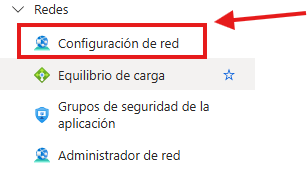 Redes
Configuración de red
Equilibrio de carga
Grupos de seguridad de la
aplicación
Administrador de red